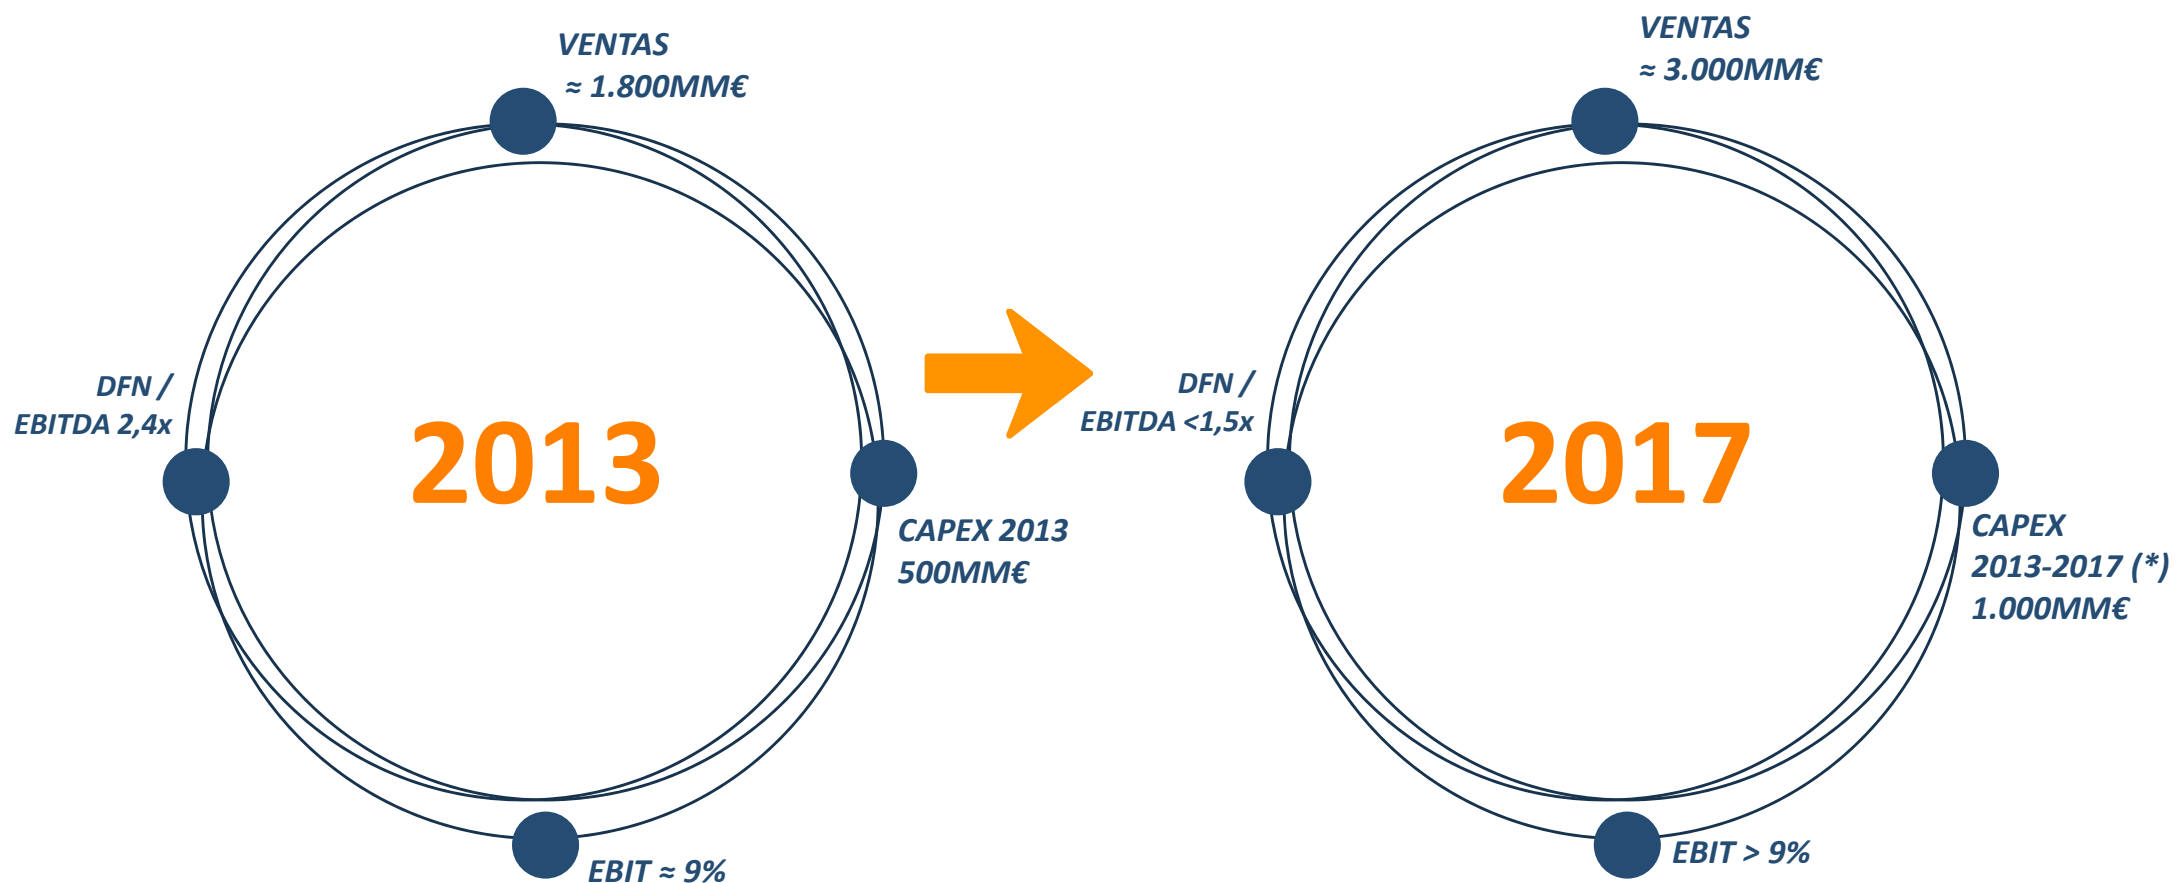 VENTAS
≈ 1.800MM€
DFN /
EBITDA 2,4x
2013
CAPEX 2013
500MM€
EBIT ≈ 9%
VENTAS
≈ 3.000MM€
DFN /
EBITDA <1,5x
2017
CAPEX
2013-2017 (*)
1.000MM€
EBIT > 9%